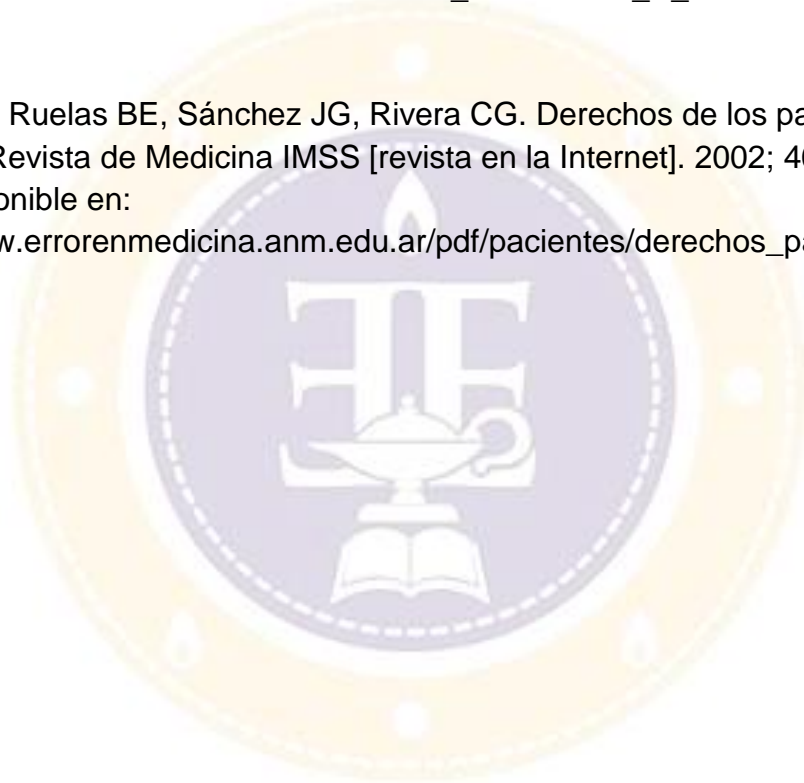 Ruelas BE, Sánchez JG, Rivera CG. Derechos de los pa
Revista de Medicina IMSS [revista en la Internet]. 2002; 40
onible en:
w.errorenmedicina.anm.edu.ar/pdf/pacientes/derechos_pa